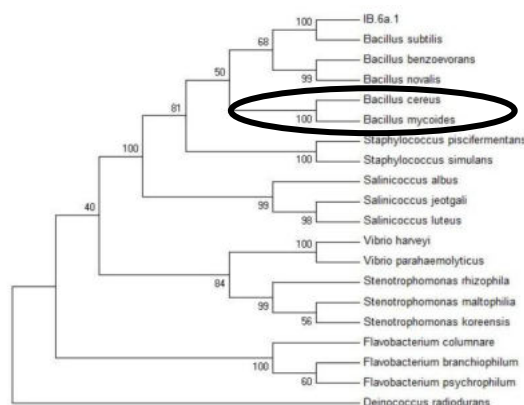 100
IB.6a.1
68
Bacillus subtilis
Bacillus benzoevorans
50
99
Bacillus novalis
81
Bacillus cereus
100
Bacillus mycoides
Staphylococcus piscifermentans
100
100
Staphylococcus simulans
Salinicoccus albus
99
Salinicoccus jeotgali
40
98
Salinicoccus luteus
100
Vibrio harveyi
Vibrio parahaemolyticus
84
Stenotrophomonas rhizophila
99
Stenotrophomonas maltophilia
56
Stenotrophomonas koreensis
Flavobacterium columnare
100
Flavobacterium branchiophilum
60
Flavobacterium psychrophilum
Deinococcus radiodurans